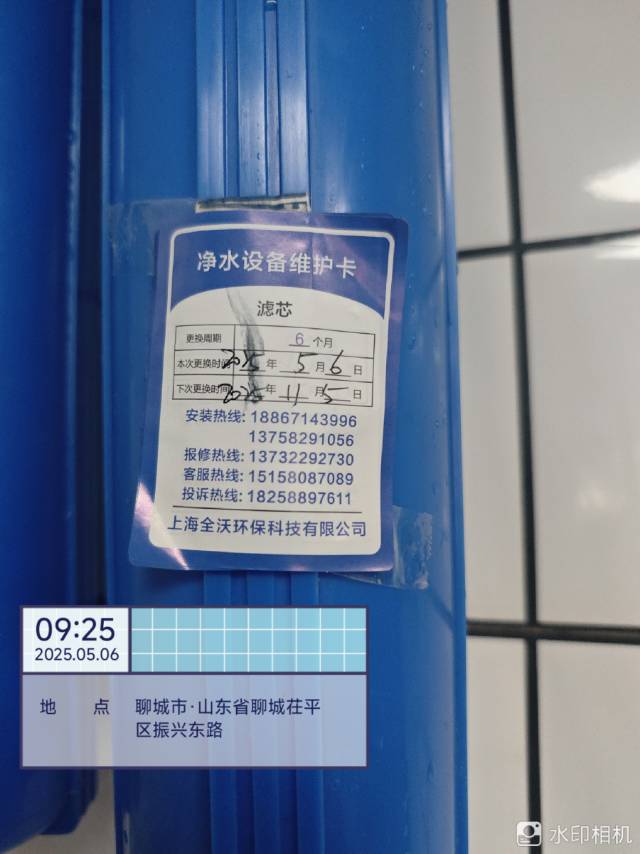 净水设备维护卡
滤芯
更换周期 6 个月
本次更换时间 2025 年 5 月 6 日
下次更换时间 2025 年 11 月 5 日
安装热线: 18867143996
13758291056
报修热线: 13732292730
客服热线: 15158087089
投诉热线: 18258897611
上海全沃环保科技有限公司
09:25
2025.05.06
地 点 聊城市·山东省聊城茌平
区振兴东路
水印相机